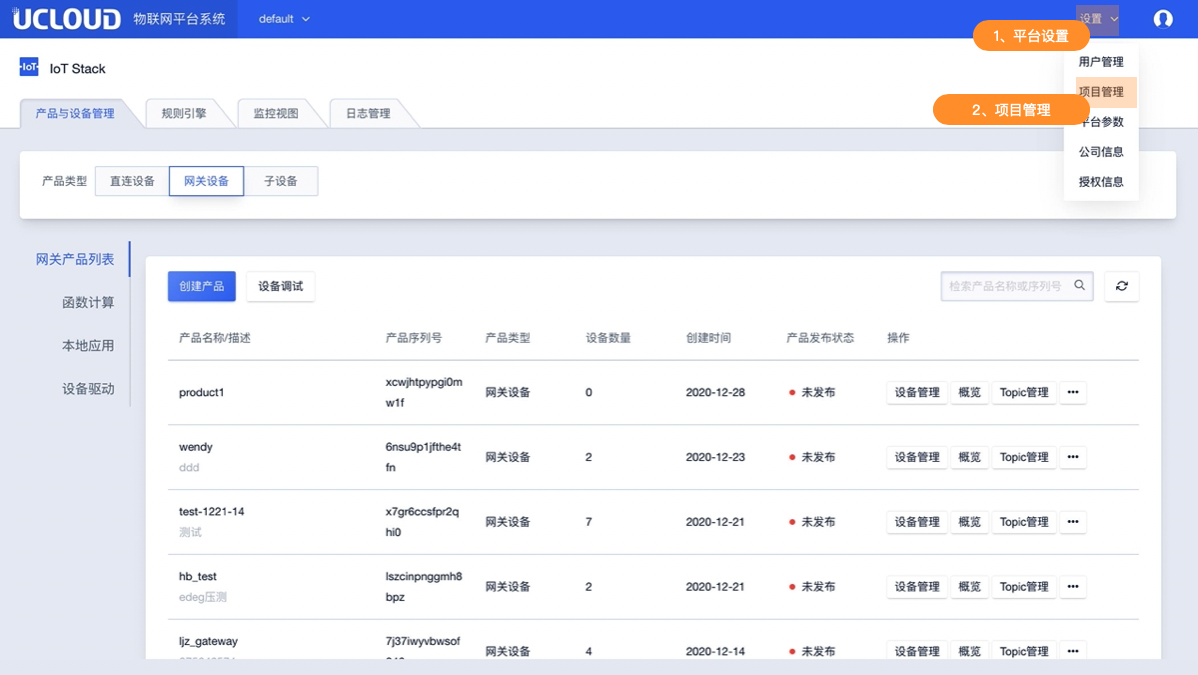 UCLOUD 物联网平台系统 default 设置
1、平台设置
IoT IoT Stack
用户管理
项目管理
2、项目管理
平台参数
公司信息
授权信息
产品与设备管理 规则引擎 监控视图 日志管理
产品类型 直连设备 网关设备 子设备
网关产品列表
函数计算
本地应用
设备驱动
创建产品 设备调试 检索产品名称或序列号
产品名称/描述 产品序列号 产品类型 设备数量 创建时间 产品发布状态 操作
product1 xcwjhtpypgi0m
w1f 网关设备 0 2020-12-28 未发布 设备管理 概览 Topic管理 •••
wendy 6nsu9p1jfthe4t
ddd fn 网关设备 2 2020-12-23 未发布 设备管理 概览 Topic管理 •••
test-1221-14 x7gr6ccsfpr2q
测试 hi0 网关设备 7 2020-12-21 未发布 设备管理 概览 Topic管理 •••
hb_test lszcinpnggmh8
edeg压测 bpz 网关设备 2 2020-12-21 未发布 设备管理 概览 Topic管理 •••
ljz_gateway 7j37iwyvbwsof
网关设备 4 2020-12-14 未发布 设备管理 概览 Topic管理 •••